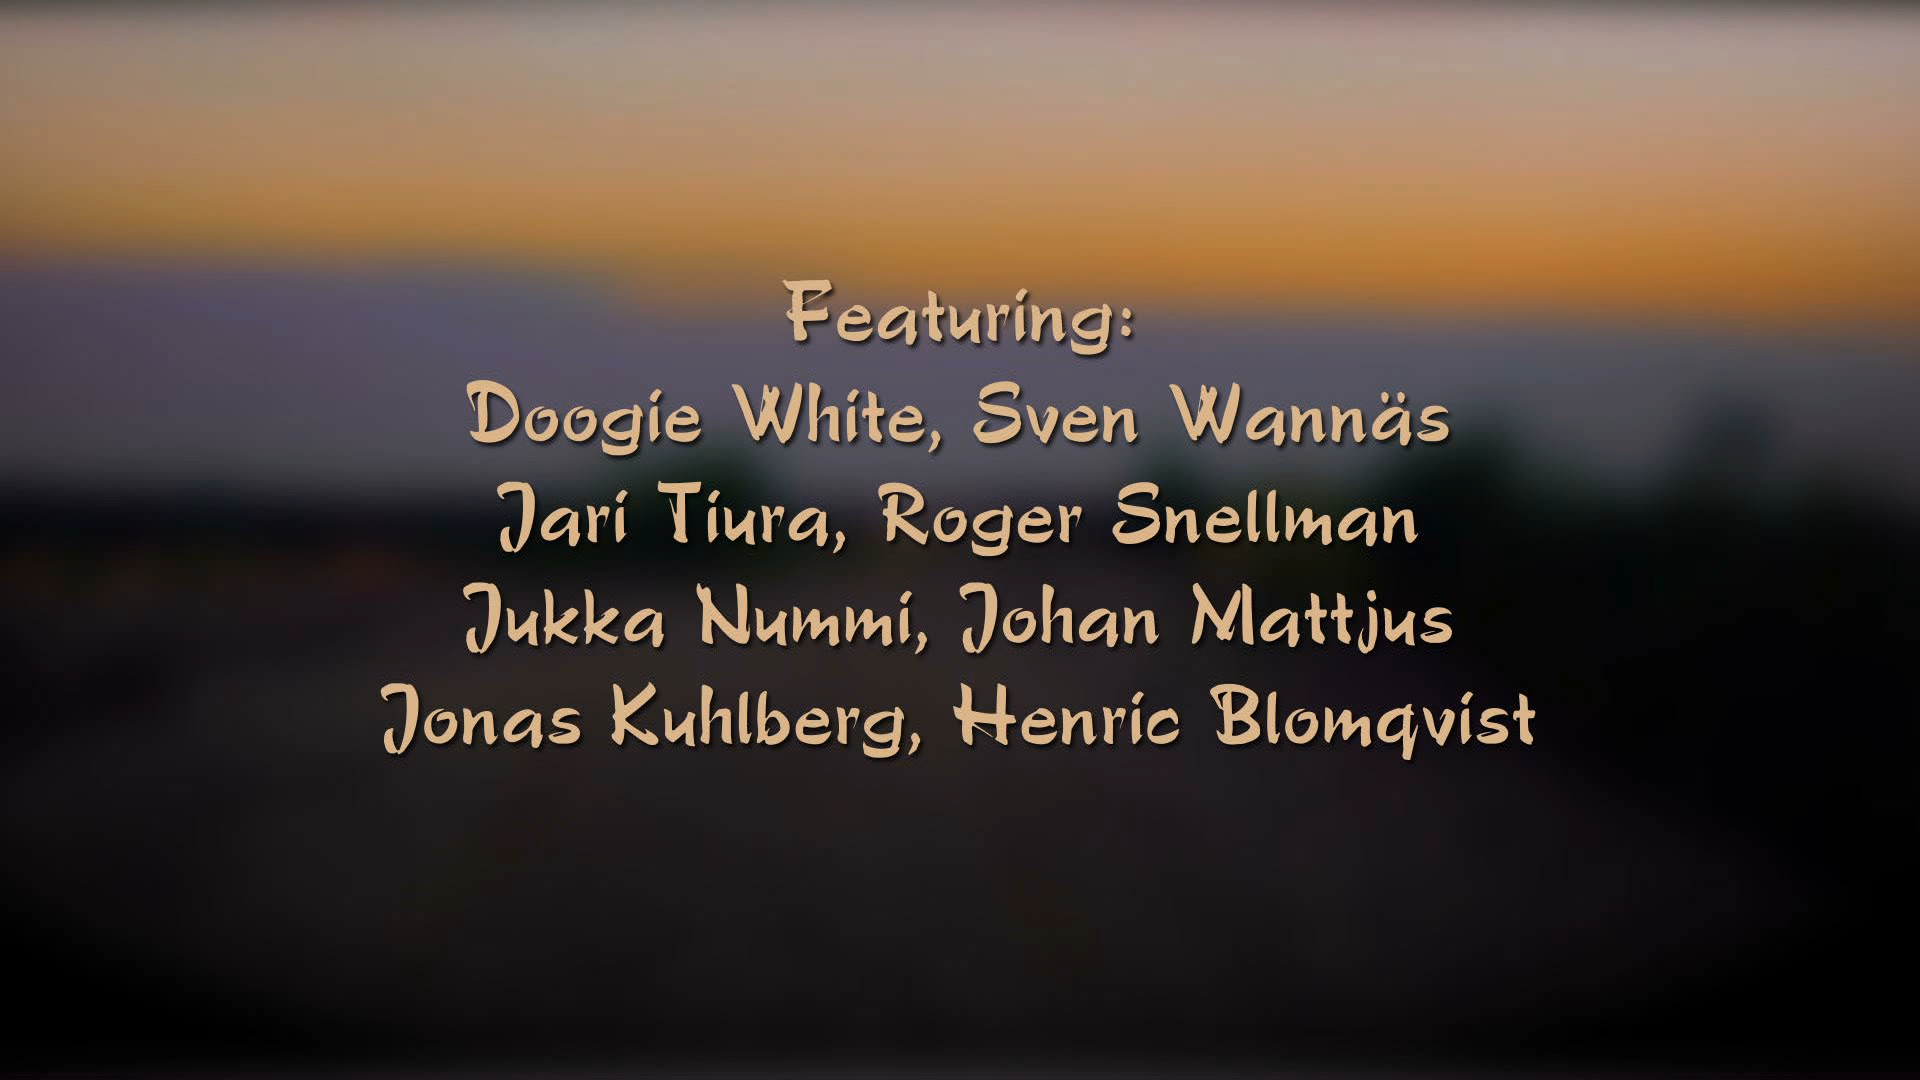 Featuring:
Doogie White, Sven Wannäs
Jari Tiura, Roger Snellman
Jukka Nummi, Johan Mattjus
Jonas Kuhlberg, Henric Blomqvist